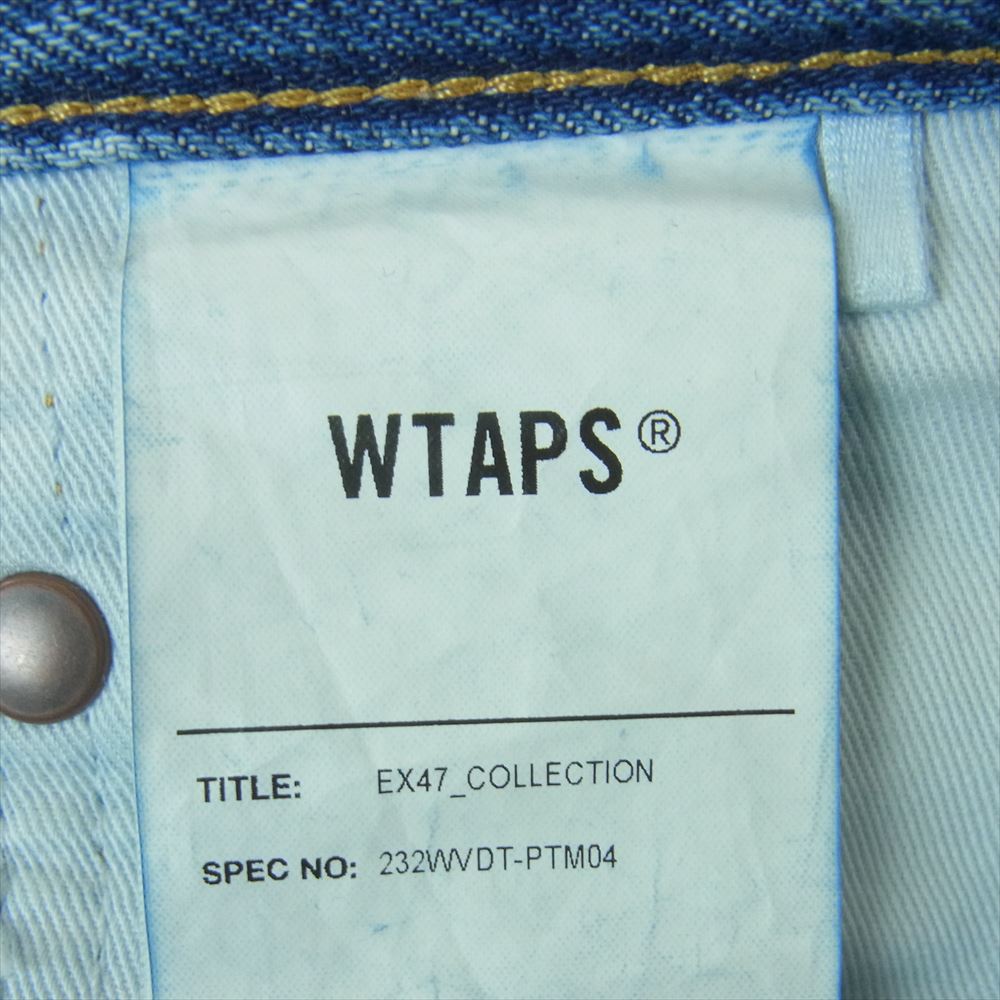 WTAPS®
TITLE: EX47_COLLECTION
SPEC NO: 232WVDT-PTM04